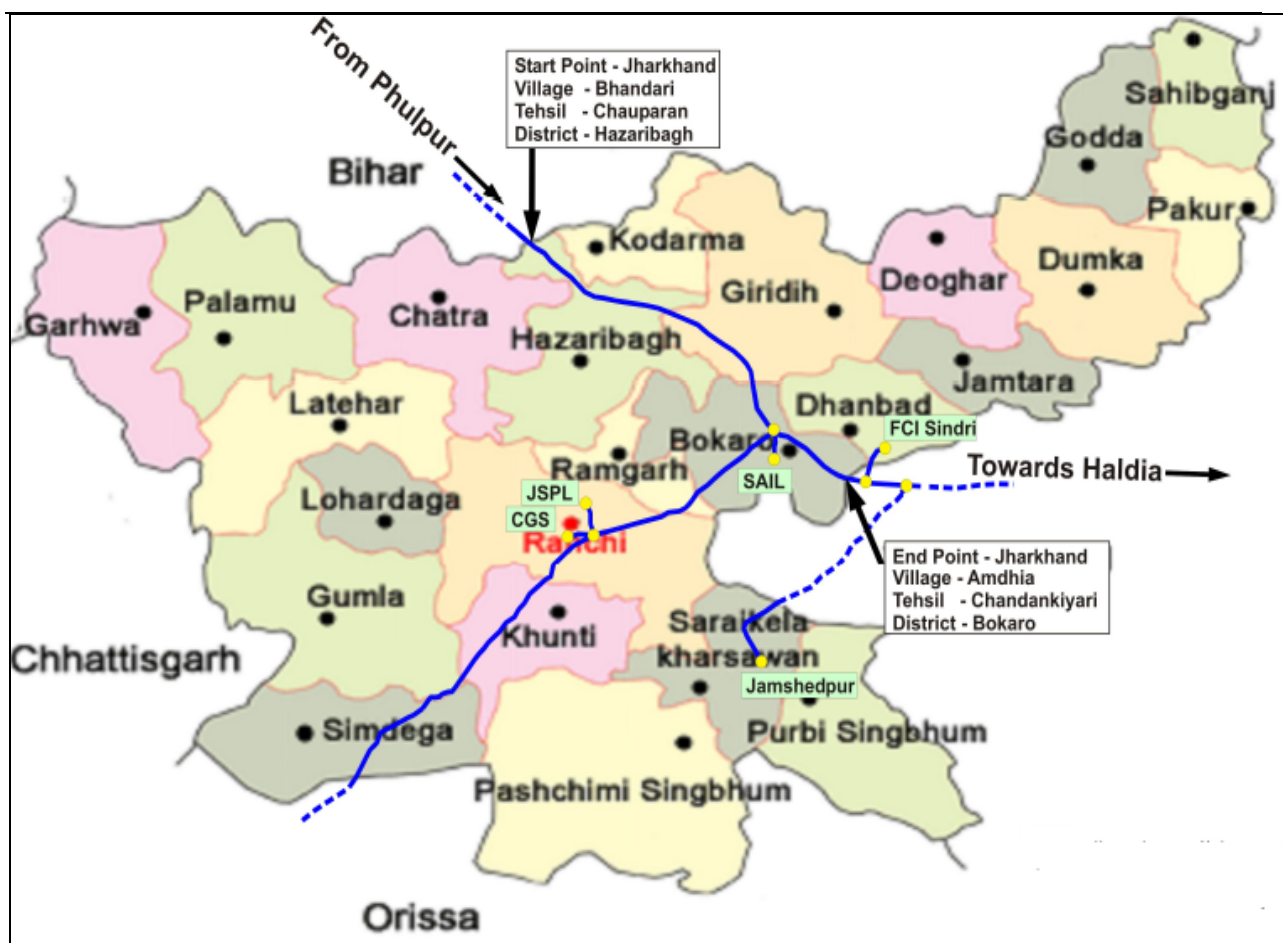 From Phulpur
Start Point - Jharkhand
Village - Bhandari
Tehsil - Chauparan
District - Hazaribagh
Sahibganj
Godda
Bihar
Pakur
Kodarma
Dumka
Deoghar
Giridih
Palamu
Chatra
Garhwa
Hazaribagh
Jamtara
Latehar
Dhanbad
FCI Sindri
Bokaro
Ramgarh
Towards Haldia
SAIL
Lohardaga
JSPL
CGS
Ranchi
End Point - Jharkhand
Village - Amdhia
Tehsil - Chandankiyari
District - Bokaro
Gumla
Khunti
Saraikela
kharsawan
Chhattisgarh
Jamshedpur
Simdega
Purbi Singbhum
Pashchimi Singbhum
Orissa